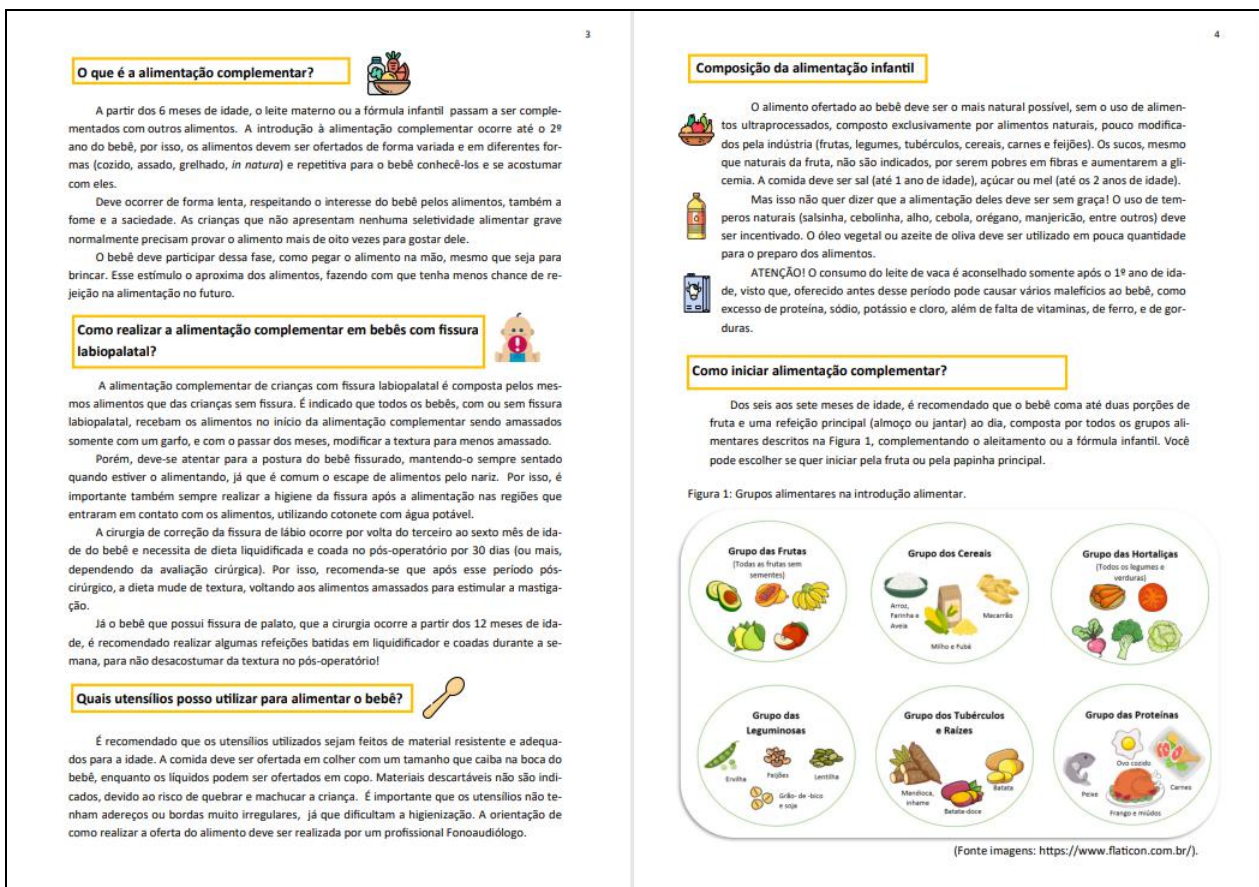 3
O que é a alimentação complementar?
A partir dos 6 meses de idade, o leite materno ou a fórmula infantil passam a ser comple-
mentados com outros alimentos. A introdução à alimentação complementar ocorre até o 2º
ano do bebê, por isso, os alimentos devem ser ofertados de forma variada e em diferentes for-
mas (cozido, assado, grelhado, in natura) e repetitiva para o bebê conhecê-los e se acostumar
com eles.
Deve ocorrer de forma lenta, respeitando o interesse do bebê pelos alimentos, também a
fome e a saciedade. As crianças que não apresentam nenhuma seletividade alimentar grave
normalmente precisam provar o alimento mais de oito vezes para gostar dele.
O bebê deve participar dessa fase, como pegar o alimento na mão, mesmo que seja para
brincar. Esse estímulo o aproxima dos alimentos, fazendo com que tenha menos chance de re-
jeição na alimentação no futuro.
Como realizar a alimentação complementar em bebês com fissura
labiopalatal?
A alimentação complementar de crianças com fissura labiopalatal é composta pelos mes-
mos alimentos que das crianças sem fissura. É indicado que todos os bebês, com ou sem fissura
labiopalatal, recebam os alimentos no início da alimentação complementar sendo amassados
somente com um garfo, e com o passar dos meses, modificar a textura para menos amassado.
Porém, deve-se atentar para a postura do bebê fissurado, mantendo-o sempre sentado
quando estiver o alimentando, já que é comum o escape de alimentos pelo nariz. Por isso, é
importante também sempre realizar a higiene da fissura após a alimentação nas regiões que
entraram em contato com os alimentos, utilizando cotonete com água potável.
A cirurgia de correção da fissura de lábio ocorre por volta do terceiro ao sexto mês de ida-
de do bebê e necessita de dieta liquidificada e coada no pós-operatório por 30 dias (ou mais,
dependendo da avaliação cirúrgica). Por isso, recomenda-se que após esse período pós-
cirúrgico, a dieta mude de textura, voltando aos alimentos amassados para estimular a mastiga-
ção.
Já o bebê que possui fissura de palato, que a cirurgia ocorre a partir dos 12 meses de ida-
de, é recomendado realizar algumas refeições batidas em liquidificador e coadas durante a se-
mana, para não desacostumar da textura no pós-operatório!
Quais utensílios posso utilizar para alimentar o bebê?
É recomendado que os utensílios utilizados sejam feitos de material resistente e adequa-
dos para a idade. A comida deve ser ofertada em colher com um tamanho que caiba na boca do
bebê, enquanto os líquidos podem ser ofertados em copo. Materiais descartáveis não são indi-
cados, devido ao risco de quebrar e machucar a criança. É importante que os utensílios não te-
nham adereços ou bordas muito irregulares, já que dificultam a higienização. A orientação de
como realizar a oferta do alimento deve ser realizada por um profissional Fonoaudiólogo.
4
Composição da alimentação infantil
O alimento ofertado ao bebê deve ser o mais natural possível, sem o uso de alimen-
tos ultraprocessados, composto exclusivamente por alimentos naturais, pouco modifica-
dos pela indústria (frutas, legumes, tubérculos, cereais, carnes e feijões). Os sucos, mesmo
que naturais da fruta, não são indicados, por serem pobres em fibras e aumentarem a gli-
cemia. A comida deve ser sal (até 1 ano de idade), açúcar ou mel (até os 2 anos de idade).
Mas isso não quer dizer que a alimentação deles deve ser sem graça! O uso de tem-
peros naturais (salsinha, cebolinha, alho, cebola, orégano, manjericão, entre outros) deve
ser incentivado. O óleo vegetal ou azeite de oliva deve ser utilizado em pouca quantidade
para o preparo dos alimentos.
ATENÇÃO! O consumo do leite de vaca é aconselhado somente após o 1º ano de ida-
de, visto que, oferecido antes desse período pode causar vários malefícios ao bebê, como
excesso de proteína, sódio, potássio e cloro, além de falta de vitaminas, de ferro, e de gor-
duras.
Como iniciar alimentação complementar?
Dos seis aos sete meses de idade, é recomendado que o bebê coma até duas porções de
fruta e uma refeição principal (almoço ou jantar) ao dia, composta por todos os grupos ali-
mentares descritos na Figura 1, complementando o aleitamento ou a fórmula infantil. Você
pode escolher se quer iniciar pela fruta ou pela papinha principal.
Figura 1: Grupos alimentares na introdução alimentar.
Grupo das Frutas
(Todas as frutas sem
sementes)
Grupo dos Cereais
Arroz,
Farinha e
Aveia
Macarrão
Milho e Fubá
Grupo das Hortaliças
(Todos os legumes e
verduras)
Grupo das
Leguminosas
Ervilha
Feijões
Lentilha
Grão- de -bico
e soja
Grupo dos Tubérculos
e Raízes
Mandioca,
inhame
Batata
Batata-doce
Grupo das Proteínas
Ovo cozido
Peixe
Carnes
Frango e miúdos
(Fonte imagens: https://www.flaticon.com.br/).